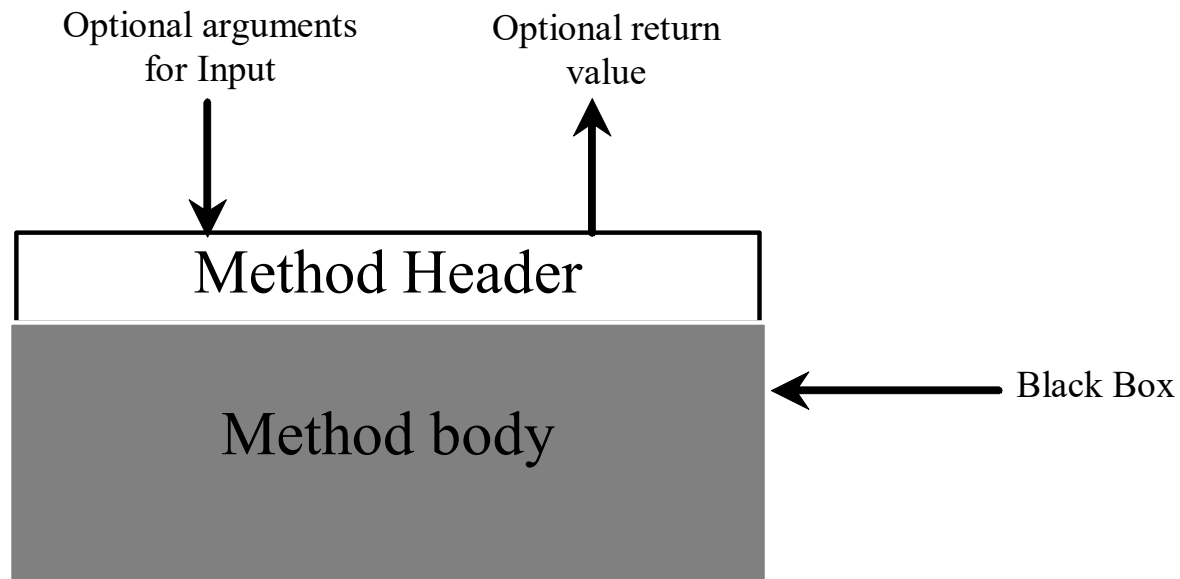 Optional arguments
for Input
Optional return
value
Method Header
Black Box
Method body